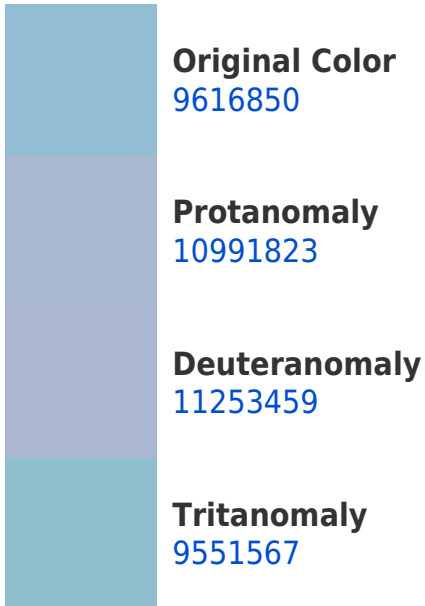 Original Color
9616850
Protanomaly
10991823
Deuteranomaly
11253459
Tritanomaly
9551567